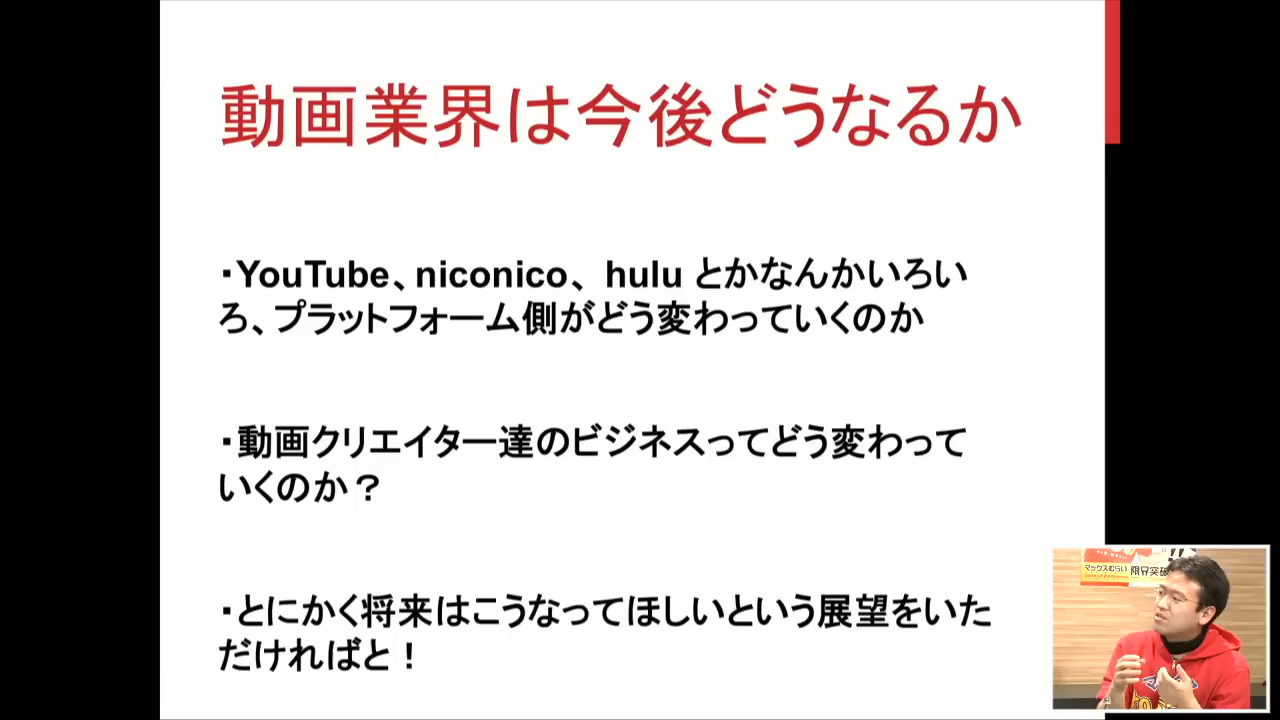 動画業界は今後どうなるか
・YouTube、niconico、hulu とかなんかいろい
ろ、プラットフォーム側がどう変わっていくのか
・動画クリエイター達のビジネスってどう変わって
いくのか？
・とにかく将来はこうなってほしいという展望をいた
だければと！
マックスむらい
限界突破